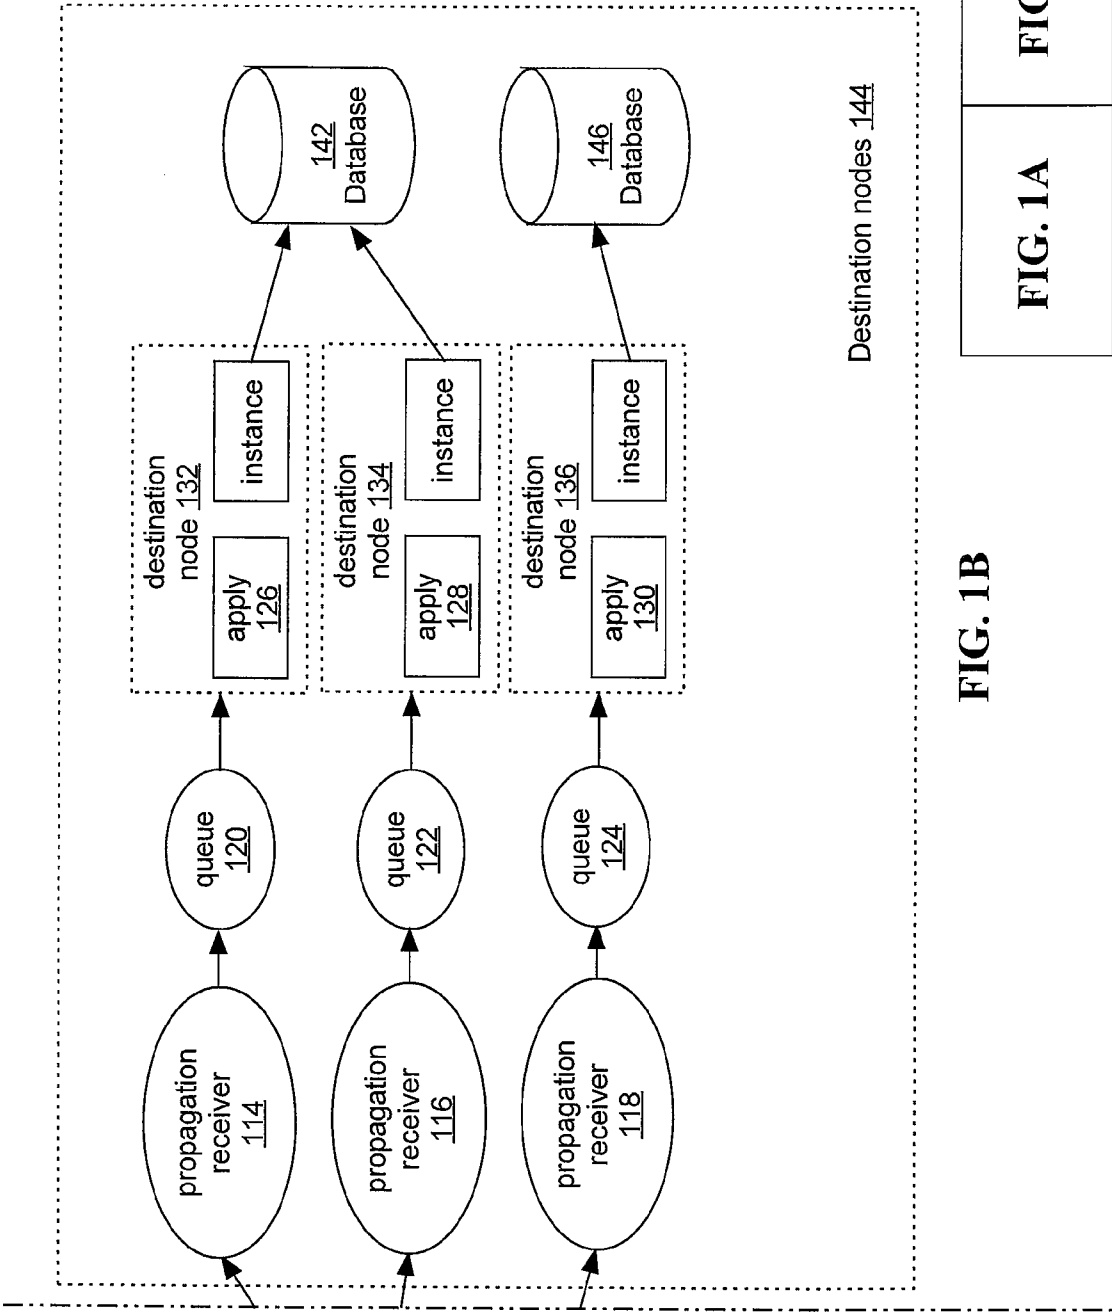 propagation
receiver
114
queue
120
destination
node 132
apply
126
instance
142
Database
propagation
receiver
116
queue
122
destination
node 134
apply
128
instance
propagation
receiver
118
queue
124
destination
node 136
apply
130
instance
146
Database
Destination nodes 144
FIG. 1B
FIG. 1A